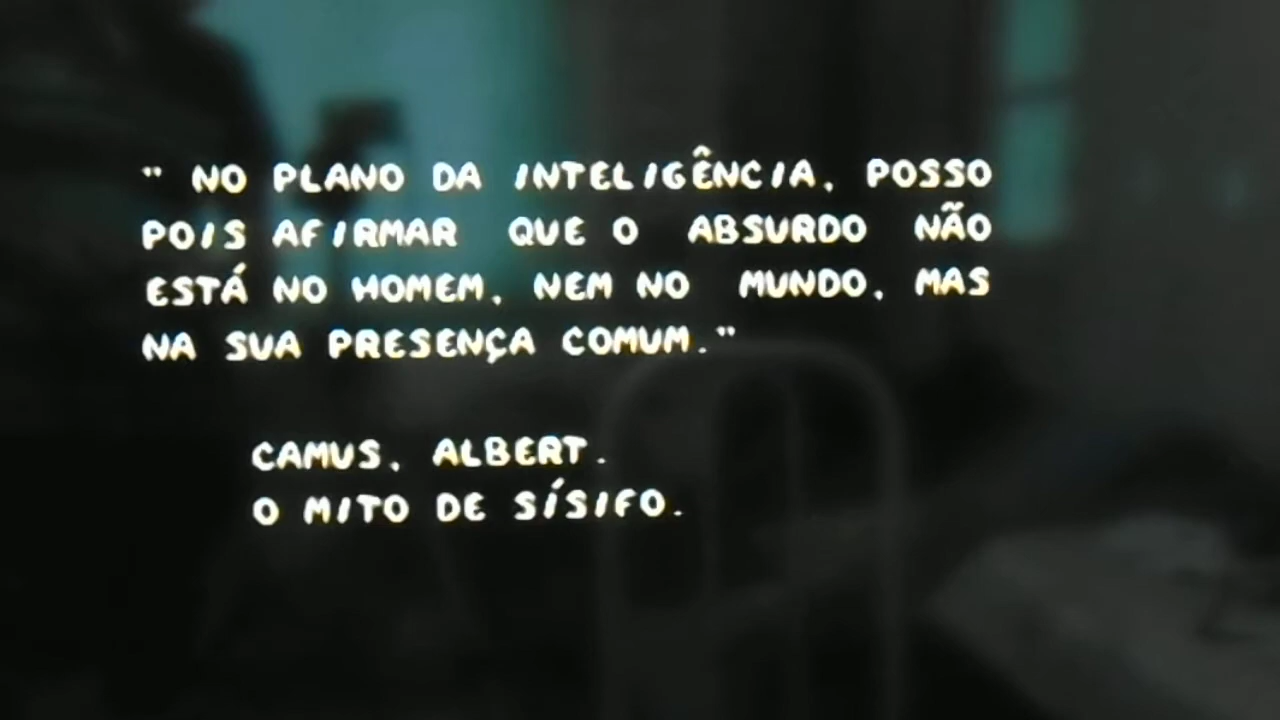 " NO PLANO DA INTELIGÊNCIA, POSSO
POIS AFIRMAR QUE O ABSURDO NÃO
ESTÁ NO HOMEM, NEM NO MUNDO, MAS
NA SUA PRESENÇA COMUM."
CAMUS, ALBERT.
O MITO DE SÍSIFO.